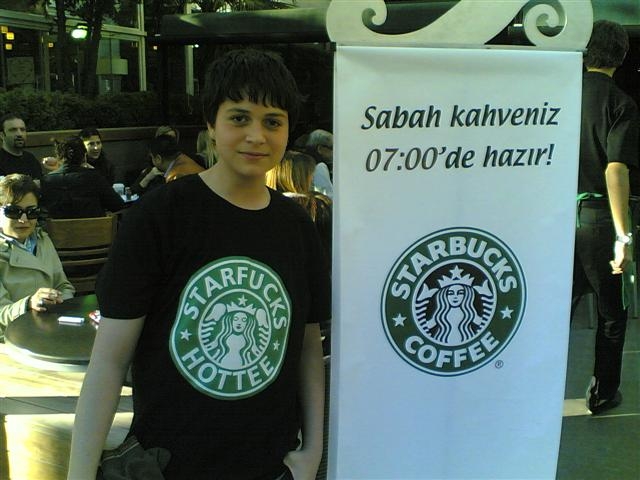 Sabah kahveniz
07:00'de hazır!
STARBUCKS
COFFEE
®
STARFUCKS
HOTTEE